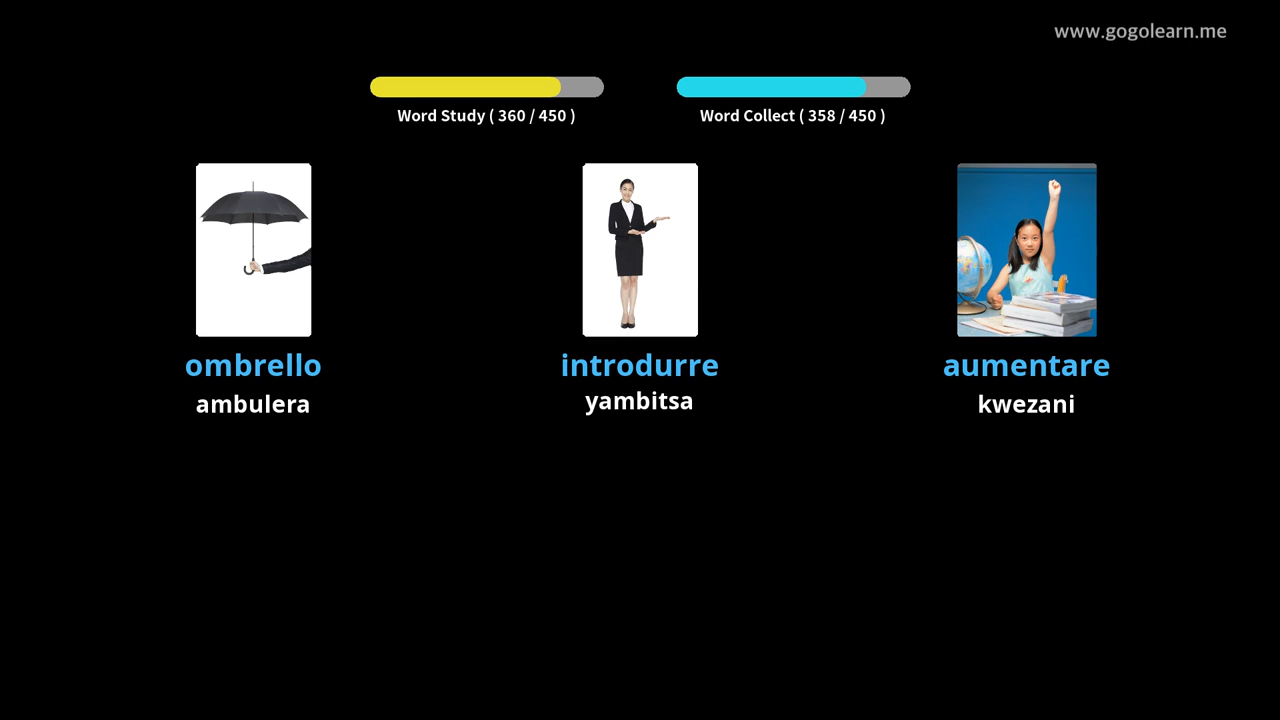 www.gogolearn.me
Word Study ( 360 / 450 )
Word Collect ( 358 / 450 )
ombrello
introdurre
aumentare
ambulera
yambitsa
kwezani